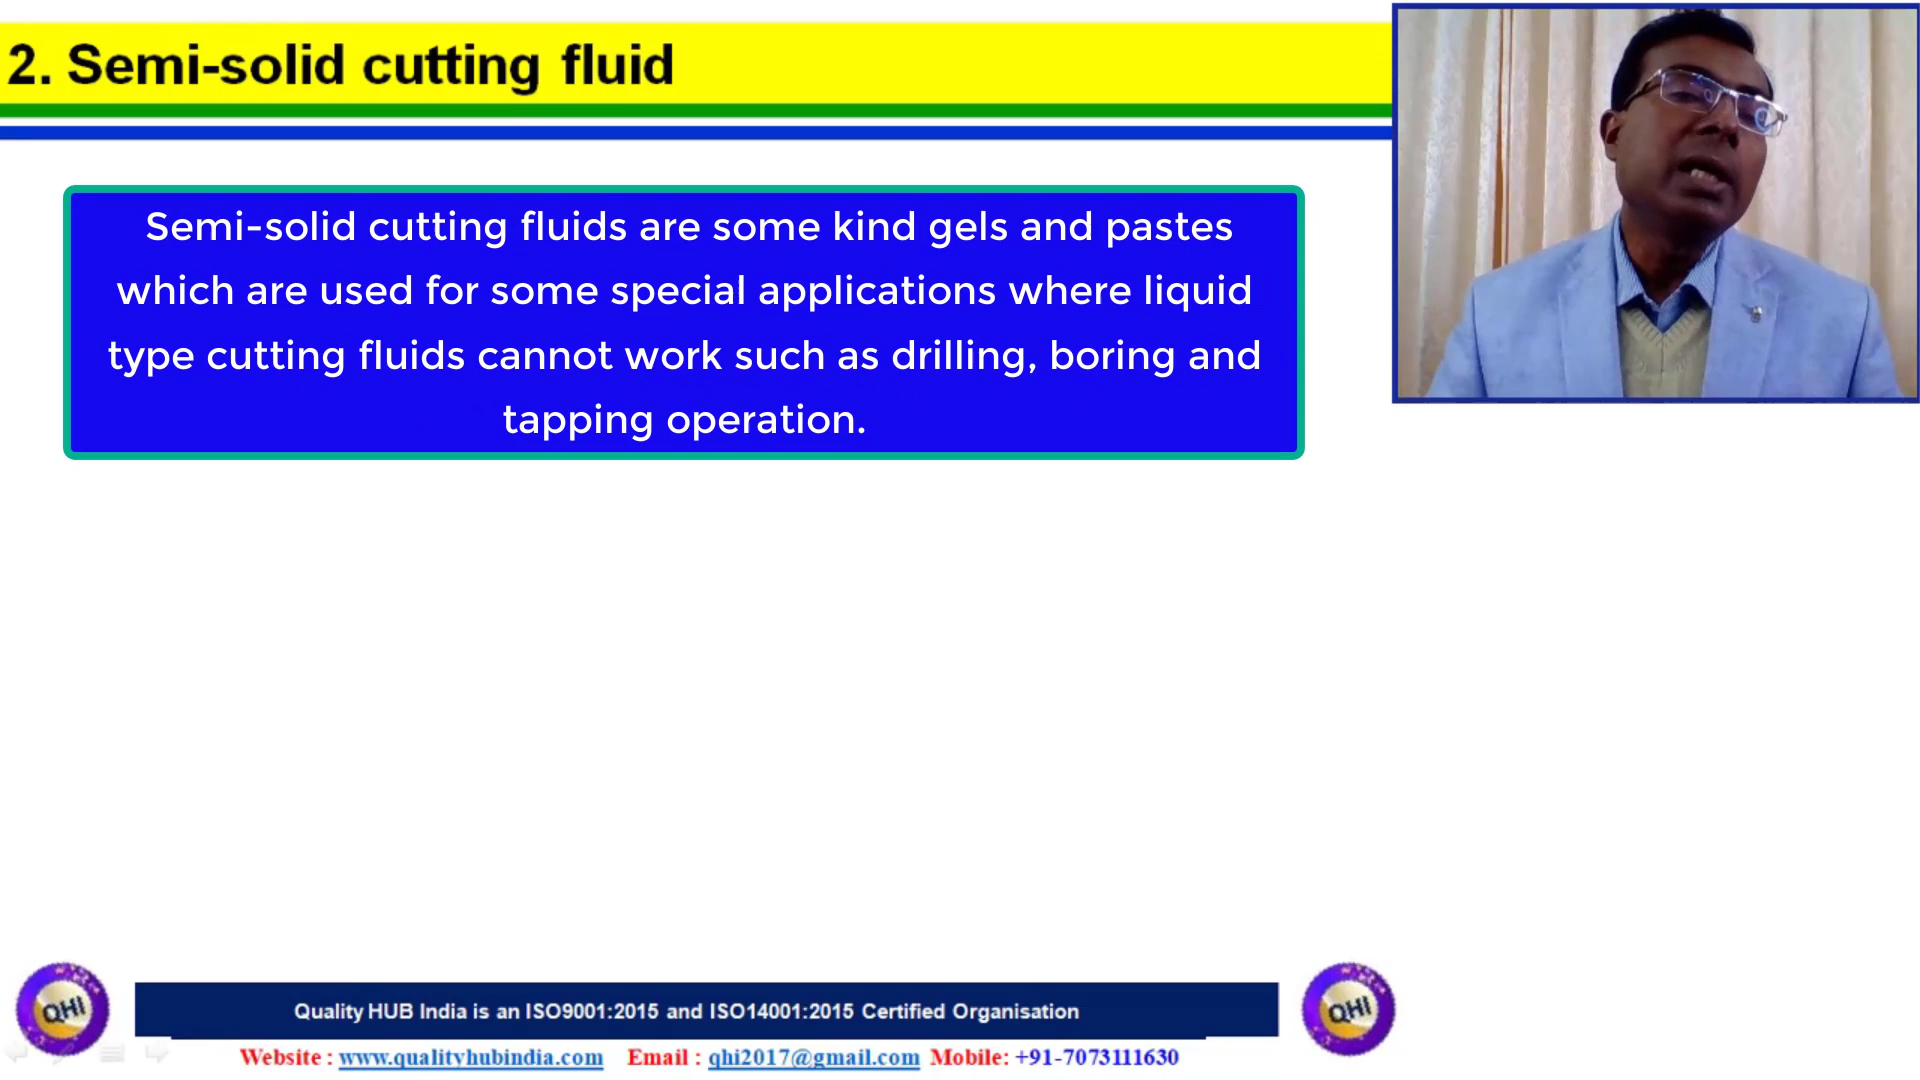 2. Semi-solid cutting fluid
Semi-solid cutting fluids are some kind gels and pastes
which are used for some special applications where liquid
type cutting fluids cannot work such as drilling, boring and
tapping operation.
QHI
Quality HUB India is an ISO9001:2015 and ISO14001:2015 Certified Organisation
QHI
Website : www.qualityhubindia.com Email : qhi2017@gmail.com Mobile: +91-7073111630